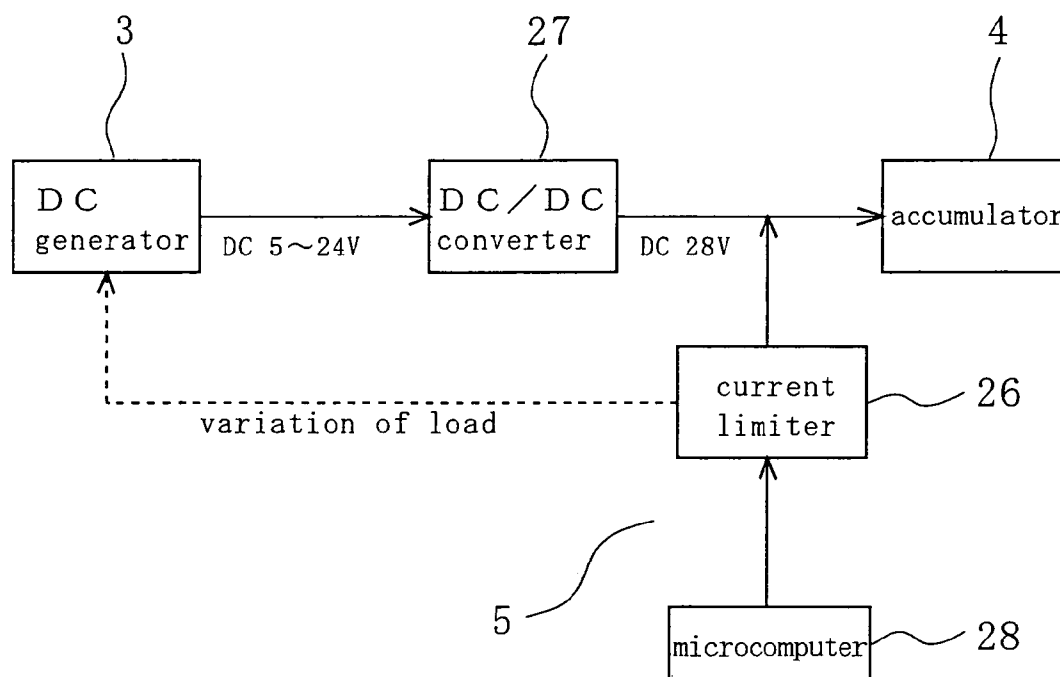 3
27
4
DC
generator
DC 5～24V
DC／DC
converter
DC 28V
accumulator
current
limiter
26
variation of load
5
microcomputer
28